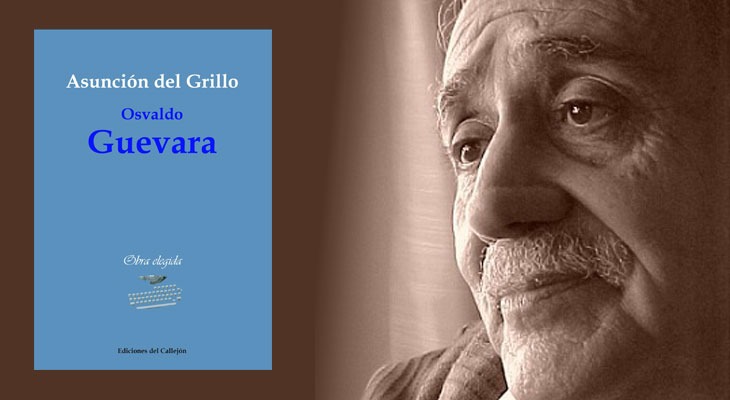 Asunción del Grillo
Osvaldo
Guevara
Obra elegida
Ediciones del Callejón